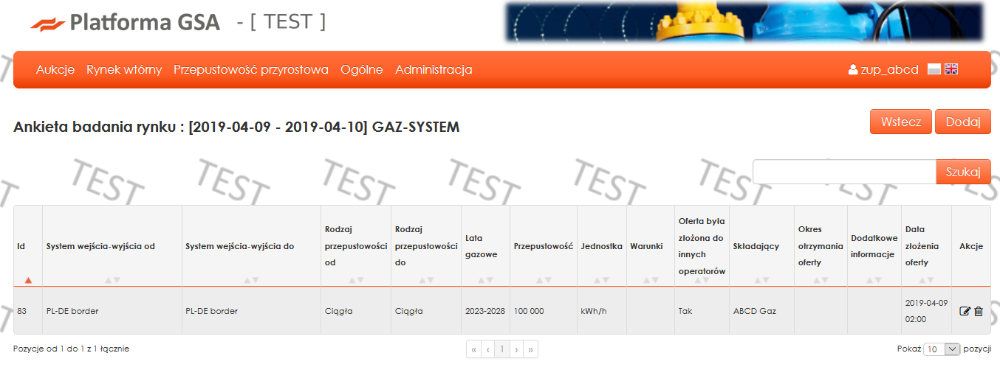 Platforma GSA - [ TEST ]
Aukcje Rynek wtórny Przepustowość przyrostowa Ogólne Administracja zup_abcd
Ankieta badania rynku : [2019-04-09 - 2019-04-10] GAZ-SYSTEM
Wstecz Dodaj
TEST TEST TEST TEST TEST TEST
Szukaj
Id
System wejścia-wyjścia od
System wejścia-wyjścia do
Rodzaj
przepustowości
od
Rodzaj
przepustowości
do
Lata
gazowe
Przepustowość
Jednostka
Warunki
Oferta była
złożona do
innych
operatorów
Składający
Okres
otrzymania
oferty
Dodatkowe
informacje
Data
złożenia
oferty
Akcje
83 PL-DE border PL-DE border Ciągła Ciągła 2023-2028 100 000 kWh/h Tak ABCD Gaz 2019-04-09
02:00
Pozycje od 1 do 1 z 1 łącznie
« ‹ 1 › »
Pokaż 10 pozycji